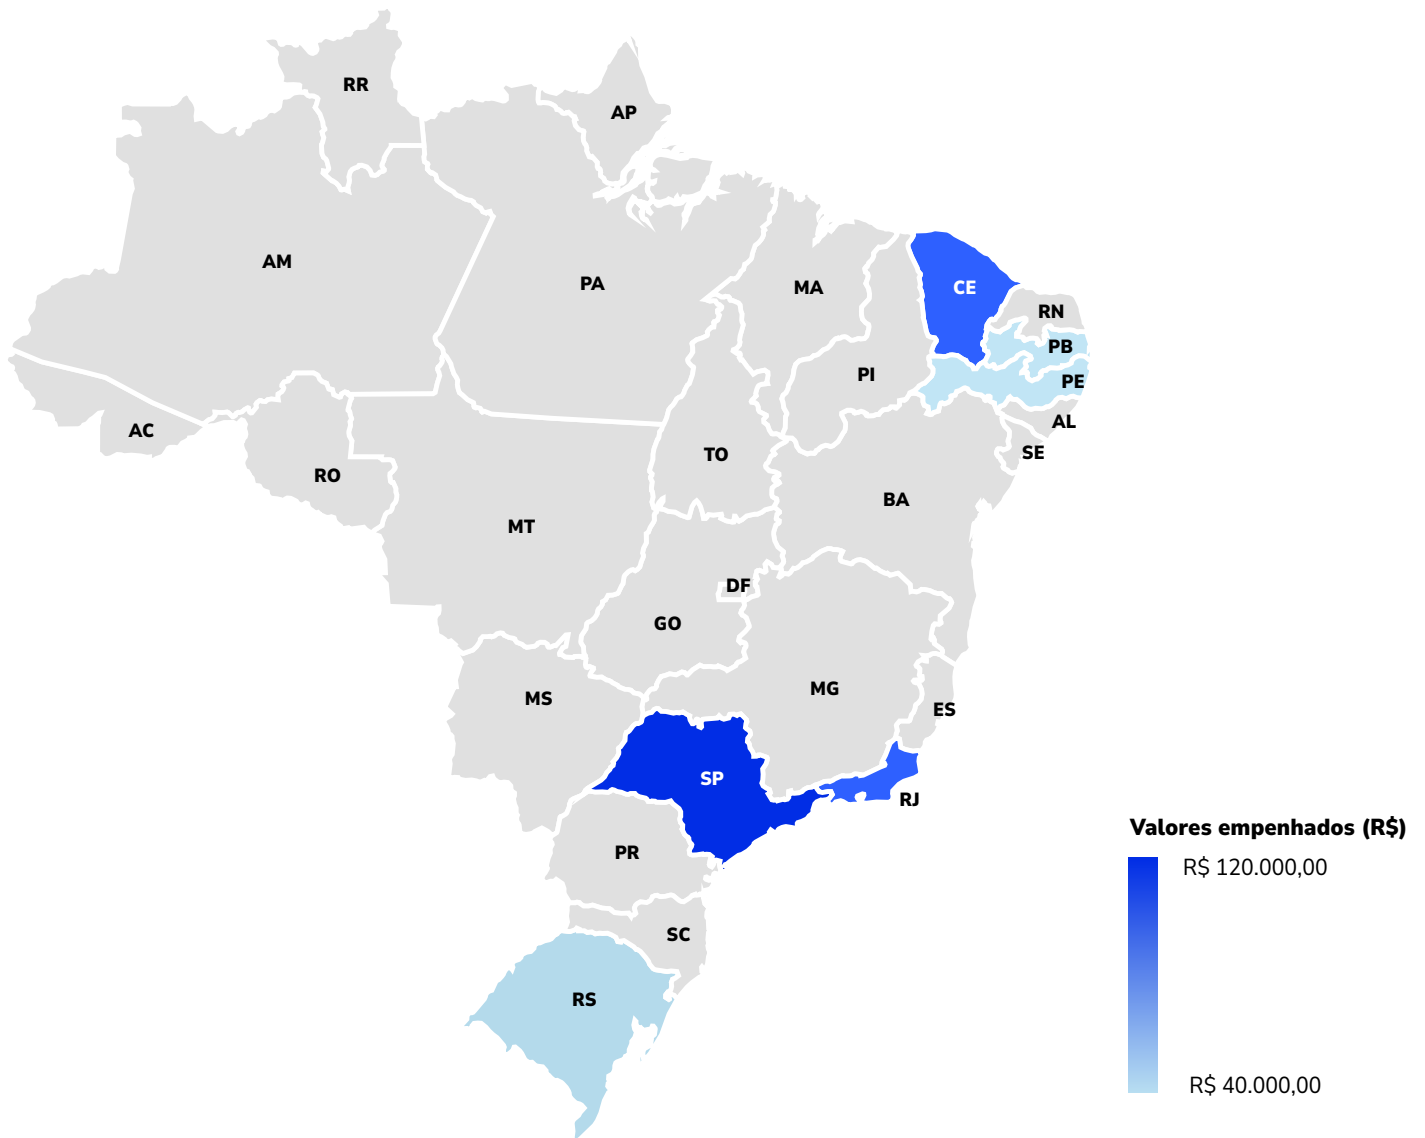 RR
AP
AM
PA
MA
CE
RN
PB
PI
PE
AL
AC
SE
TO
RO
BA
MT
DF
GO
MG
MS
ES
SP
RJ
PR
SC
RS
Valores empenhados (R$)
R$ 120.000,00
R$ 40.000,00